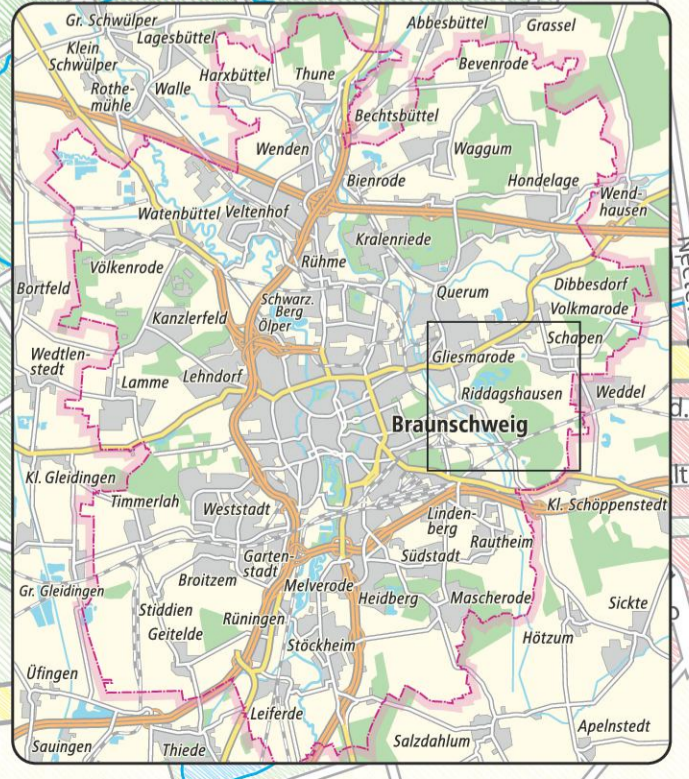 Gr. Schwülper
Lagesbüttel
Abbesbüttel
Grassel
Klein
Schwülper
Harxbüttel
Thune
Bevenrode
Rothe-
mühle
Walle
Bechtsbüttel
Wenden
Waggum
Bienrode
Hondelage
Wend-
hausen
Watenbüttel
Veltenhof
Kralenriede
Rühme
Völkenrode
Bortfeld
Querum
Dibbesdorf
Volkmarode
Schwarz.
Berg
Kanzlerfeld
Ölper
Schapen
Gliesmarode
Wedtlen-
stedt
Lamme
Lehndorf
Riddagshausen
Weddel
Braunschweig
d.
lt
Kl. Gleidingen
Timmerlah
Weststadt
Kl. Schöppenstedt
Linden-
berg
Rautheim
Garten-
stadt
Südstadt
Broitzem
Melverode
Gr. Gleidingen
Heidberg
Mascherode
Sickte
Stiddien
Rüningen
Geitelde
Hötzum
Stöckheim
Üfingen
Leiferde
Apelnstedt
Sauingen
Thiede
Salzdahlum